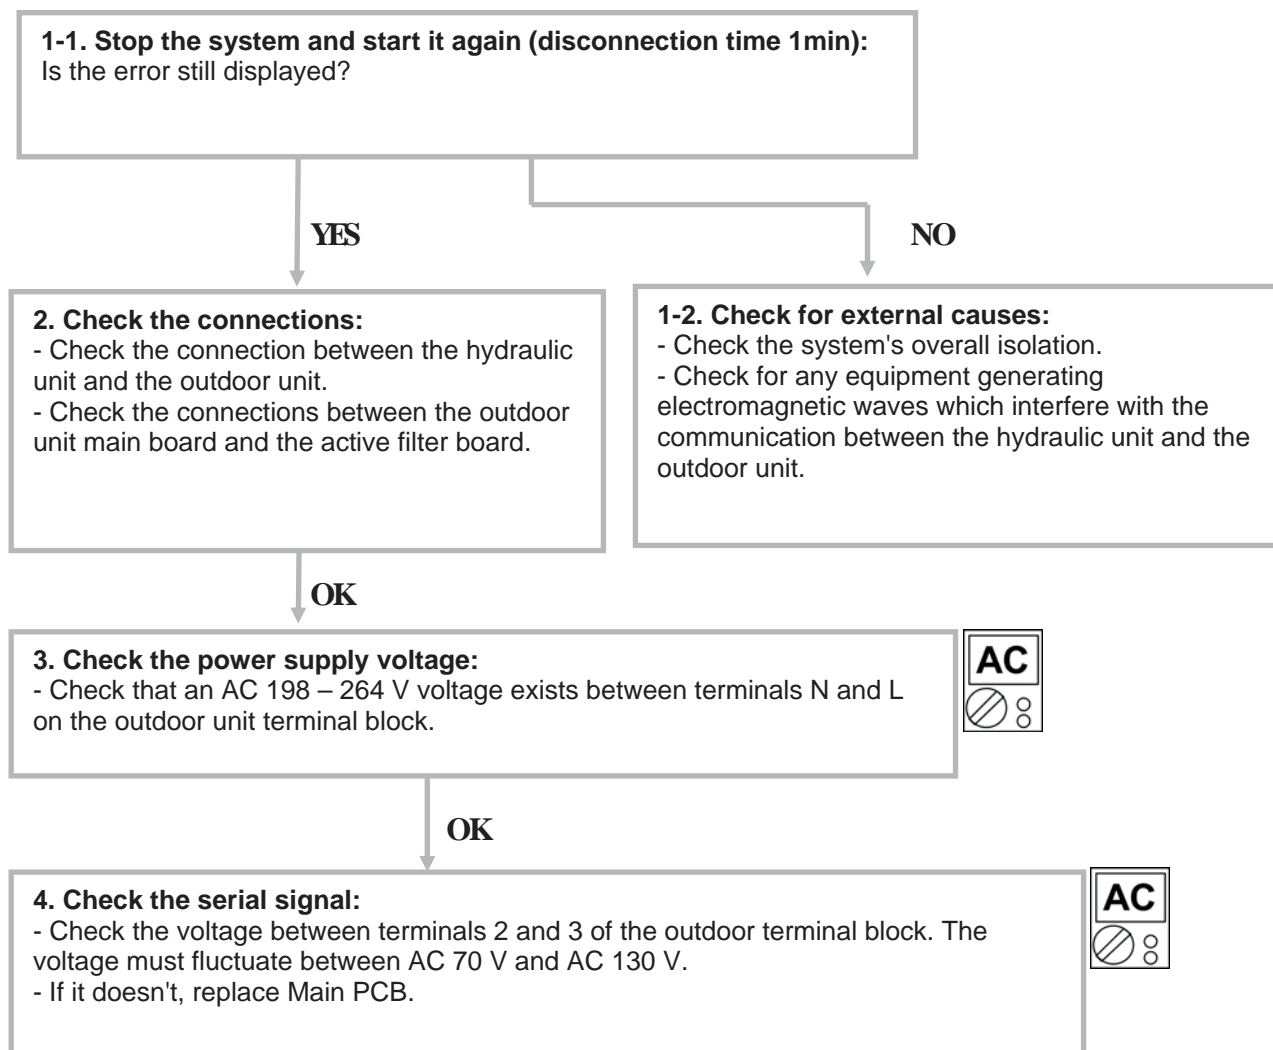 1-1. Stop the system and start it again (disconnection time 1min):
Is the error still displayed?
YES
NO
2. Check the connections:
- Check the connection between the hydraulic
unit and the outdoor unit.
- Check the connections between the outdoor
unit main board and the active filter board.
1-2. Check for external causes:
- Check the system's overall isolation.
- Check for any equipment generating
electromagnetic waves which interfere with the
communication between the hydraulic unit and the
outdoor unit.
OK
3. Check the power supply voltage:
- Check that an AC 198 – 264 V voltage exists between terminals N and L
on the outdoor unit terminal block.
AC
OK
4. Check the serial signal:
- Check the voltage between terminals 2 and 3 of the outdoor terminal block. The
voltage must fluctuate between AC 70 V and AC 130 V.
- If it doesn't, replace Main PCB.
AC